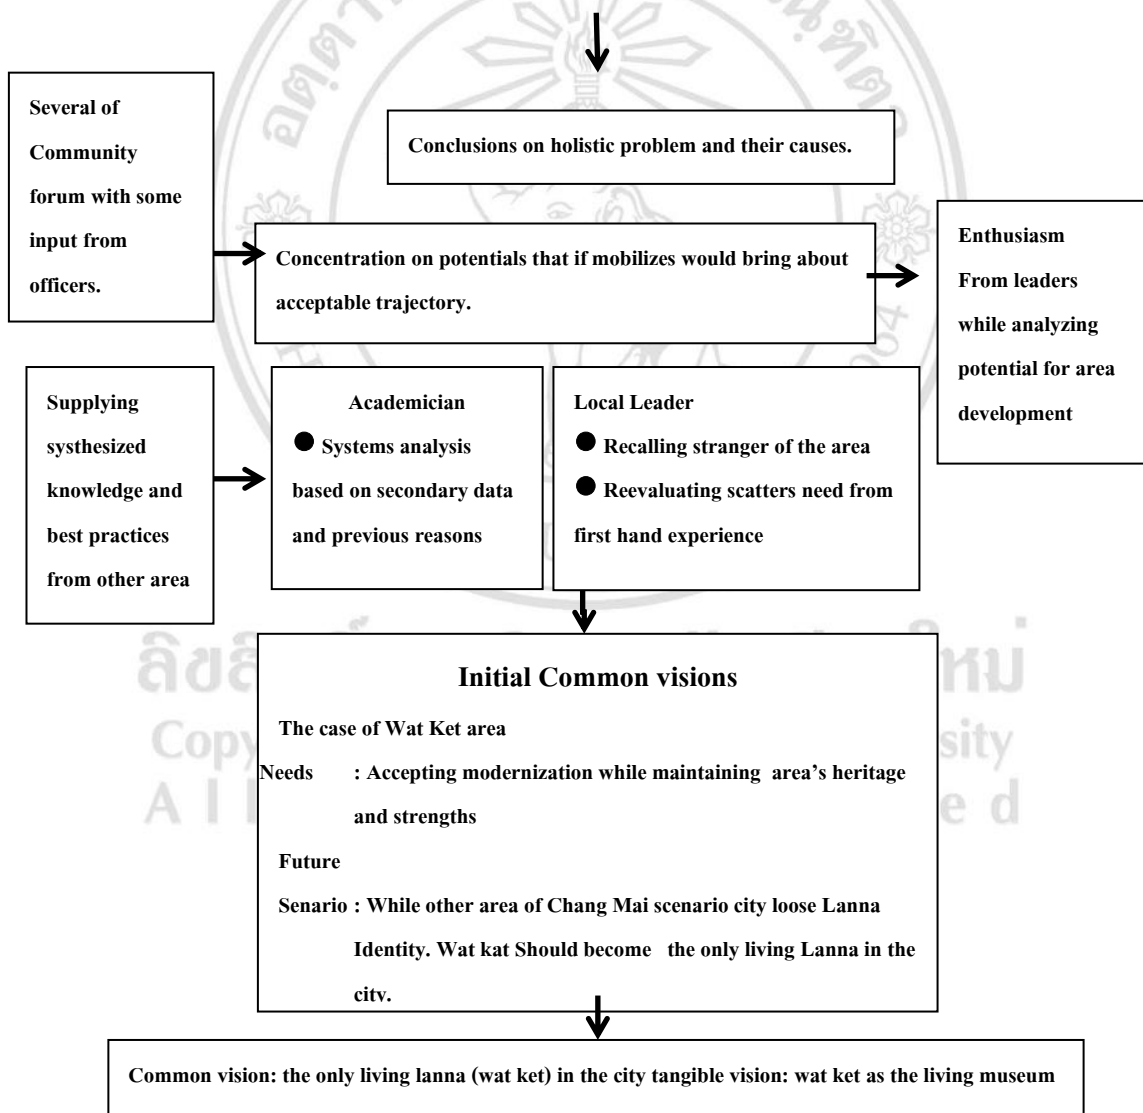 Several of
Community
forum with some
input from
officers.
Conclusions on holistic problem and their causes.
Concentration on potentials that if mobilizes would bring about
acceptable trajectory.
Enthusiasm
From leaders
while analyzing
potential for area
development
Supplying
systhesized
knowledge and
best practices
from other area
Academician
● Systems analysis
based on secondary data
and previous reasons
Local Leader
● Recalling stranger of the area
● Reevaluating scatters need from
first hand experience
Initial Common visions
The case of Wat Ket area
Needs : Accepting modernization while maintaining area's heritage
and strengths
Future
Senario : While other area of Chang Mai scenario city loose Lanna
Identity. Wat kat Should become the only living Lanna in the
city.
Common vision: the only living lanna (wat ket) in the city tangible vision: wat ket as the living museum